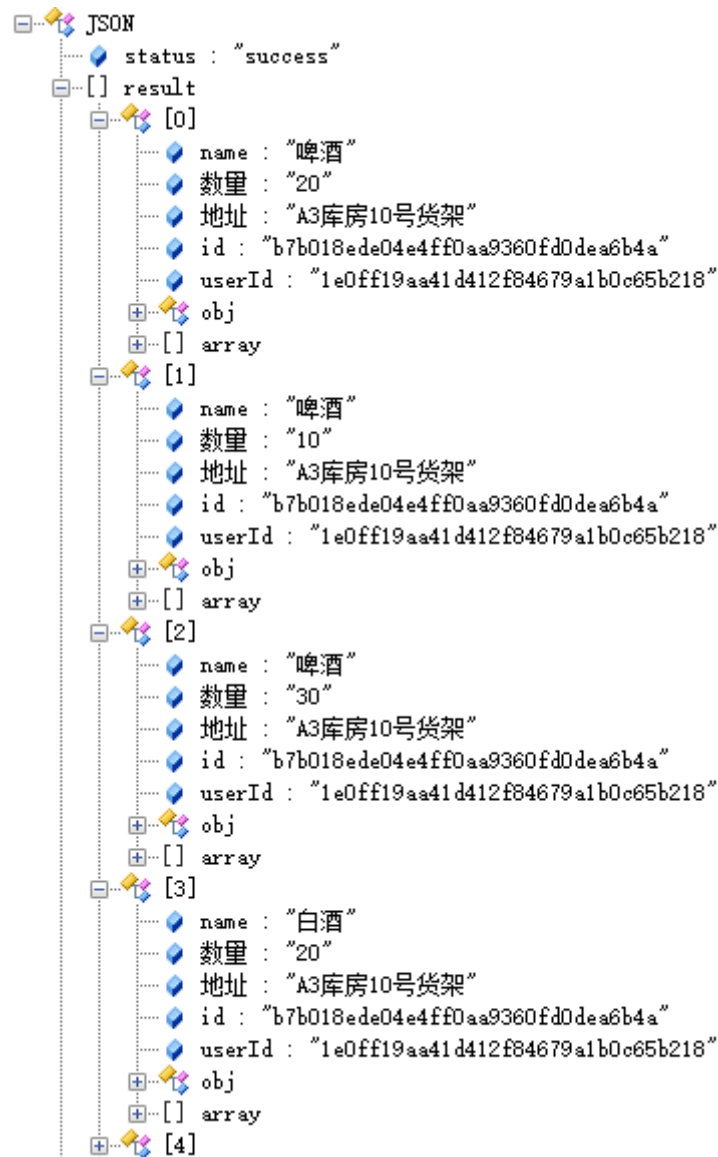 JSON
status : "success"
[] result
[0]
name : "啤酒"
数量 : "20"
地址 : "A3库房10号货架"
id : "b7b018ede04e4ff0aa9360fd0dea6b4a"
userId : "1e0ff19aa41d412f84679a1b0c65b218"
obj
[] array
[1]
name : "啤酒"
数量 : "10"
地址 : "A3库房10号货架"
id : "b7b018ede04e4ff0aa9360fd0dea6b4a"
userId : "1e0ff19aa41d412f84679a1b0c65b218"
obj
[] array
[2]
name : "啤酒"
数量 : "30"
地址 : "A3库房10号货架"
id : "b7b018ede04e4ff0aa9360fd0dea6b4a"
userId : "1e0ff19aa41d412f84679a1b0c65b218"
obj
[] array
[3]
name : "白酒"
数量 : "20"
地址 : "A3库房10号货架"
id : "b7b018ede04e4ff0aa9360fd0dea6b4a"
userId : "1e0ff19aa41d412f84679a1b0c65b218"
obj
[] array
[4]